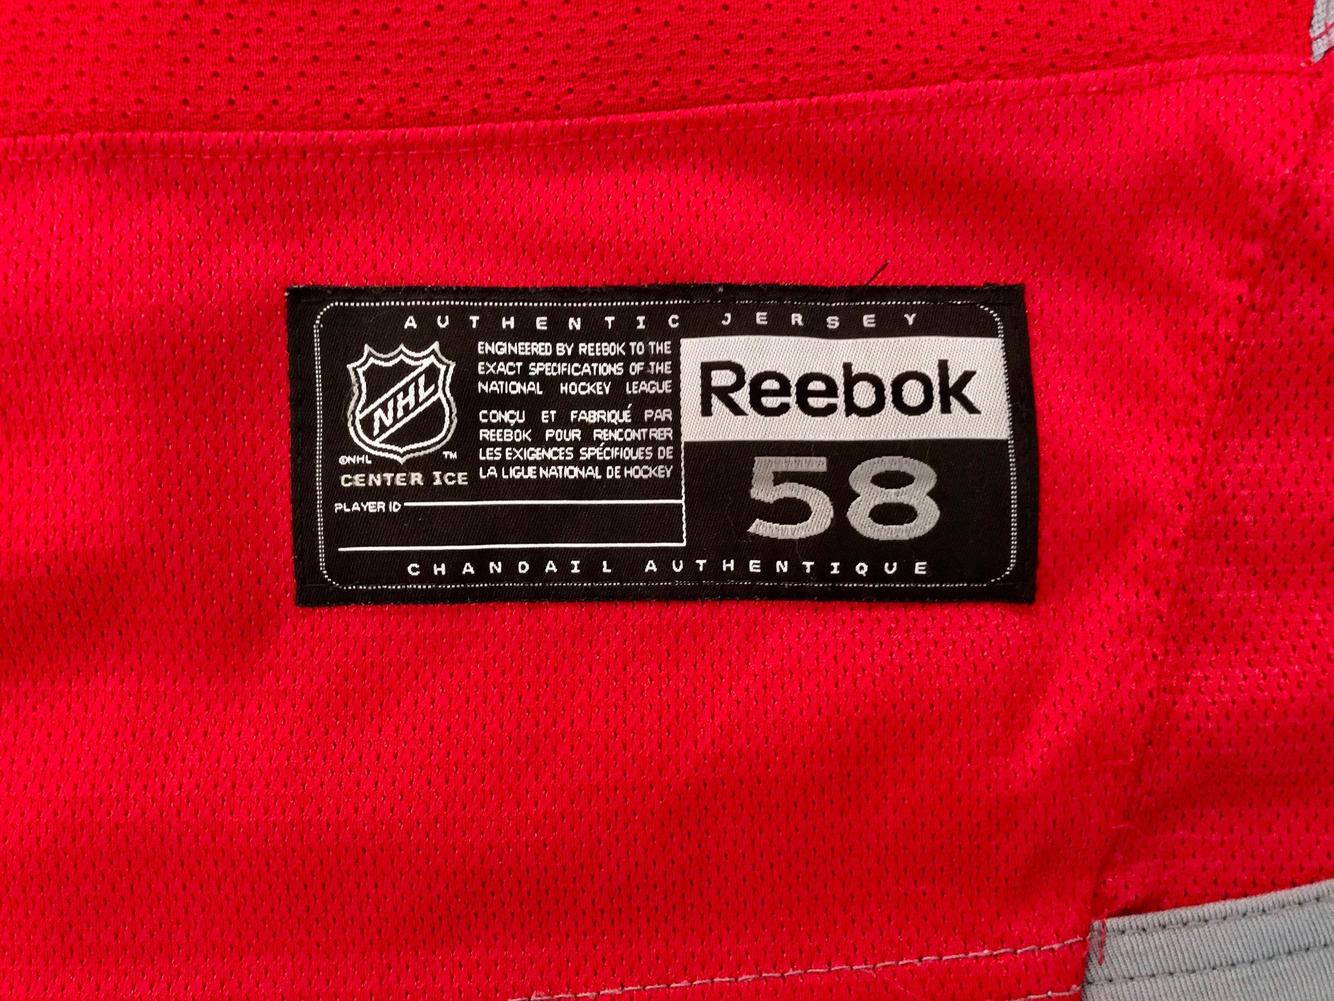 AUTHENTIC JERSEY
NHL
©NHL ™
CENTER ICE
ENGINEERED BY REEBOK TO THE
EXACT SPECIFICATIONS OF THE
NATIONAL HOCKEY LEAGUE
CONÇU ET FABRIQUÉ PAR
REEBOK POUR RENCONTRER
LES EXIGENCES SPÉCIFIQUES DE
LA LIGUE NATIONAL DE HOCKEY
PLAYER ID
Reebok
58
CHANDAIL AUTHENTIQUE